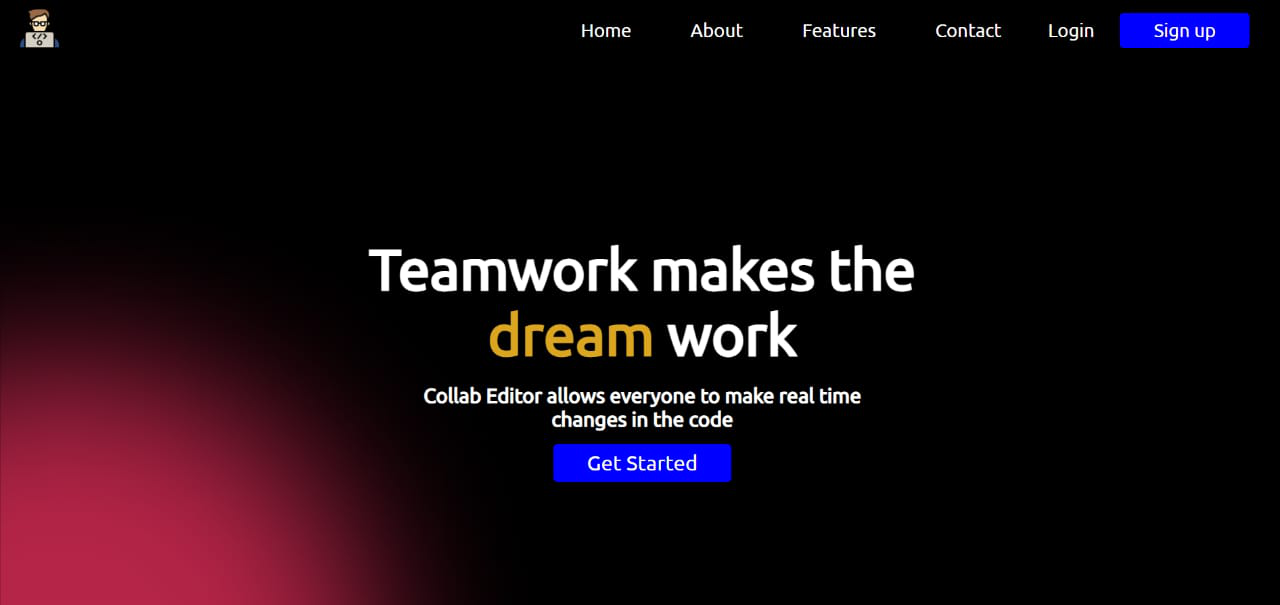 Home About Features Contact Login Sign up
Teamwork makes the
dream work
Collab Editor allows everyone to make real time
changes in the code
Get Started